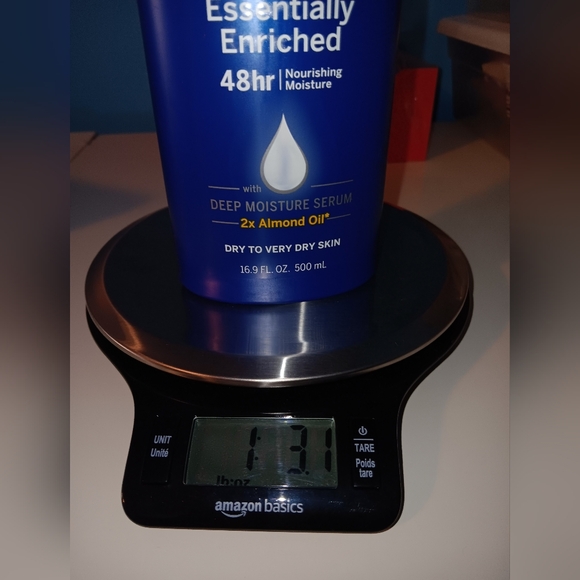 Essentially
Enriched
48hr Nourishing
Moisture
with
DEEP MOISTURE SERUM
2x Almond Oil*
DRY TO VERY DRY SKIN
16.9 FL. OZ. 500 mL
UNIT
Unité
1: 3.1
lb:oz
TARE
Poids
tare
amazon basics